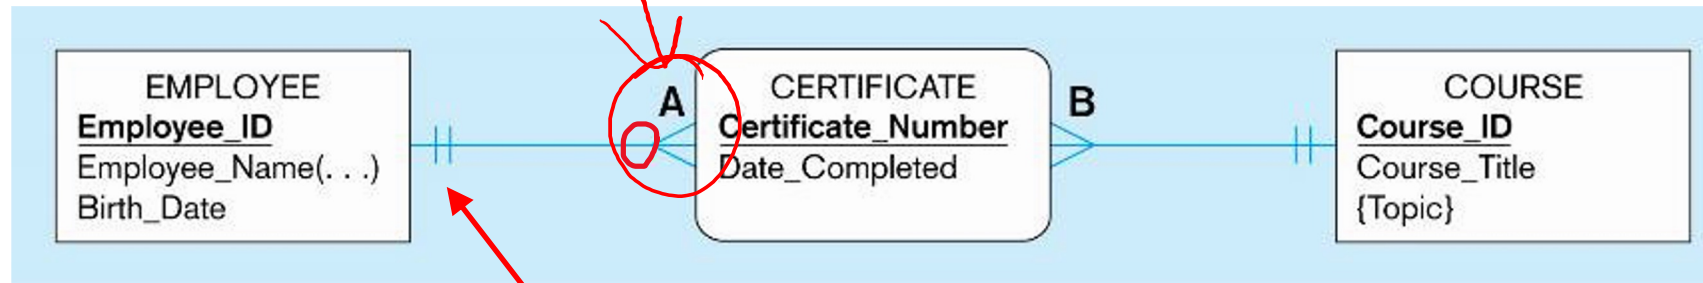 EMPLOYEE
Employee_ID
Employee_Name(. . .)
Birth_Date
A
CERTIFICATE
Certificate_Number
Date_Completed
B
COURSE
Course_ID
Course_Title
{Topic}